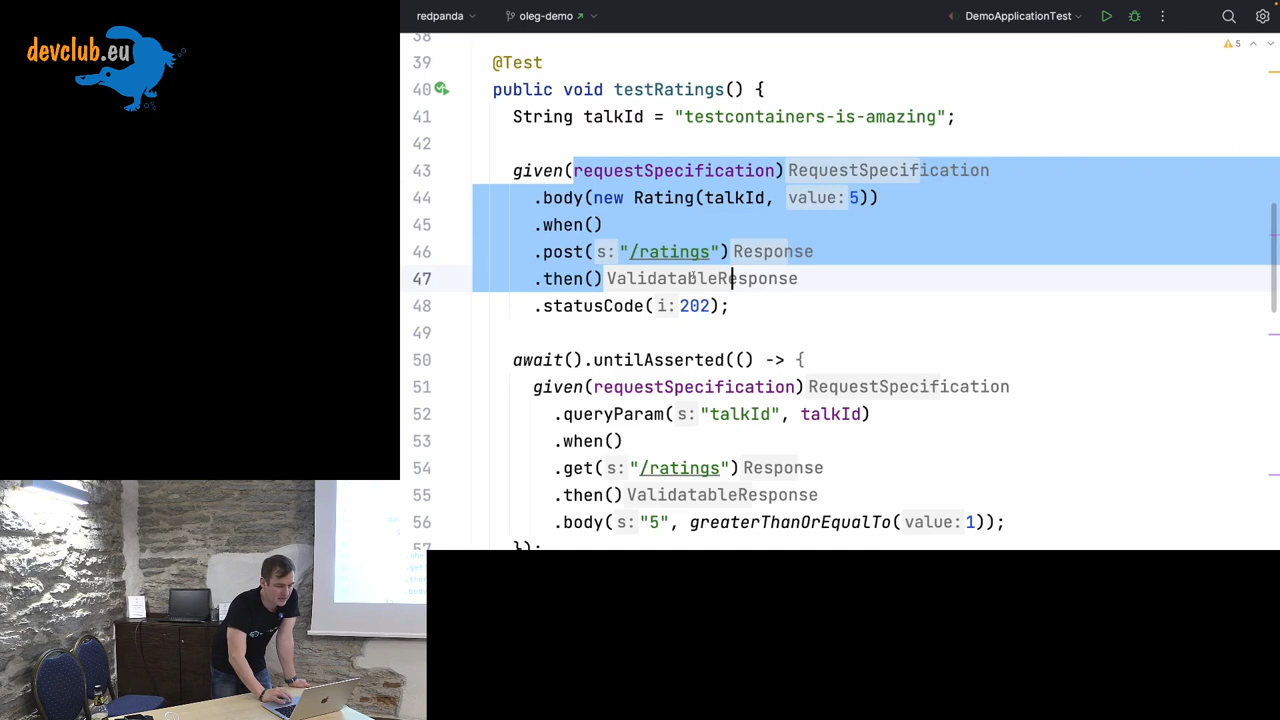 devclub.eu
redpanda
oleg-demo
DemoApplicationTest
38
5
39 @Test
40 public void testRatings() {
41 String talkId = "testcontainers-is-amazing";
42
43 given(requestSpecification) RequestSpecification
44 .body(new Rating(talkId, value: 5))
45 .when()
46 .post( s: "/ratings") Response
47 .then() ValidatableResponse
48 .statusCode( i: 202);
49
50 await().untilAsserted(() -> {
51 given(requestSpecification) RequestSpecification
52 .queryParam( s: "talkId", talkId)
53 .when()
54 .get( s: "/ratings") Response
55 .then() ValidatableResponse
56 .body( s: "5", greaterThanOrEqualTo( value: 1));
57 });